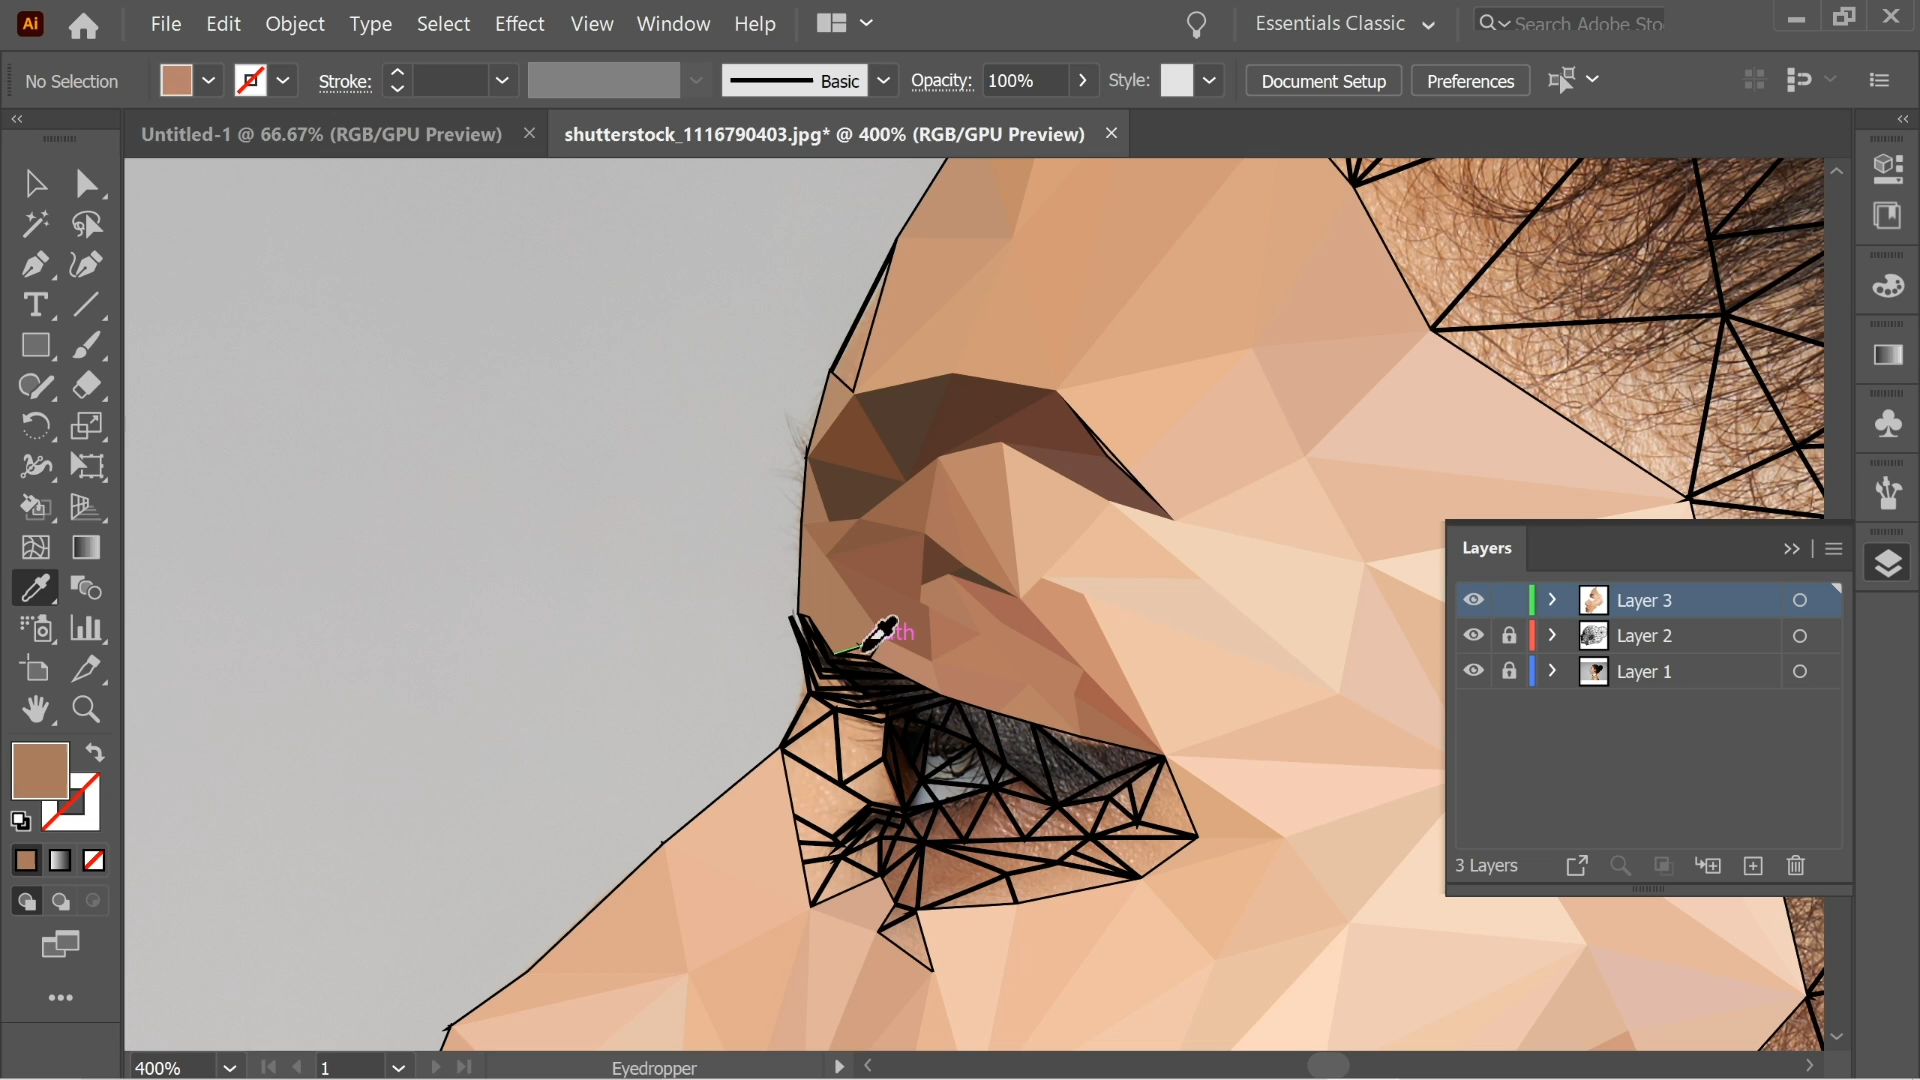 Ai File Edit Object Type Select Effect View Window Help Essentials Classic Search Adobe Sto
No Selection Stroke: Basic Opacity: 100% Style: Document Setup Preferences
Untitled-1 @ 66.67% (RGB/GPU Preview) shutterstock_1116790403.jpg* @ 400% (RGB/GPU Preview)
Layers
Layer 3
Layer 2
Layer 1
3 Layers
400% 1 Eyedropper